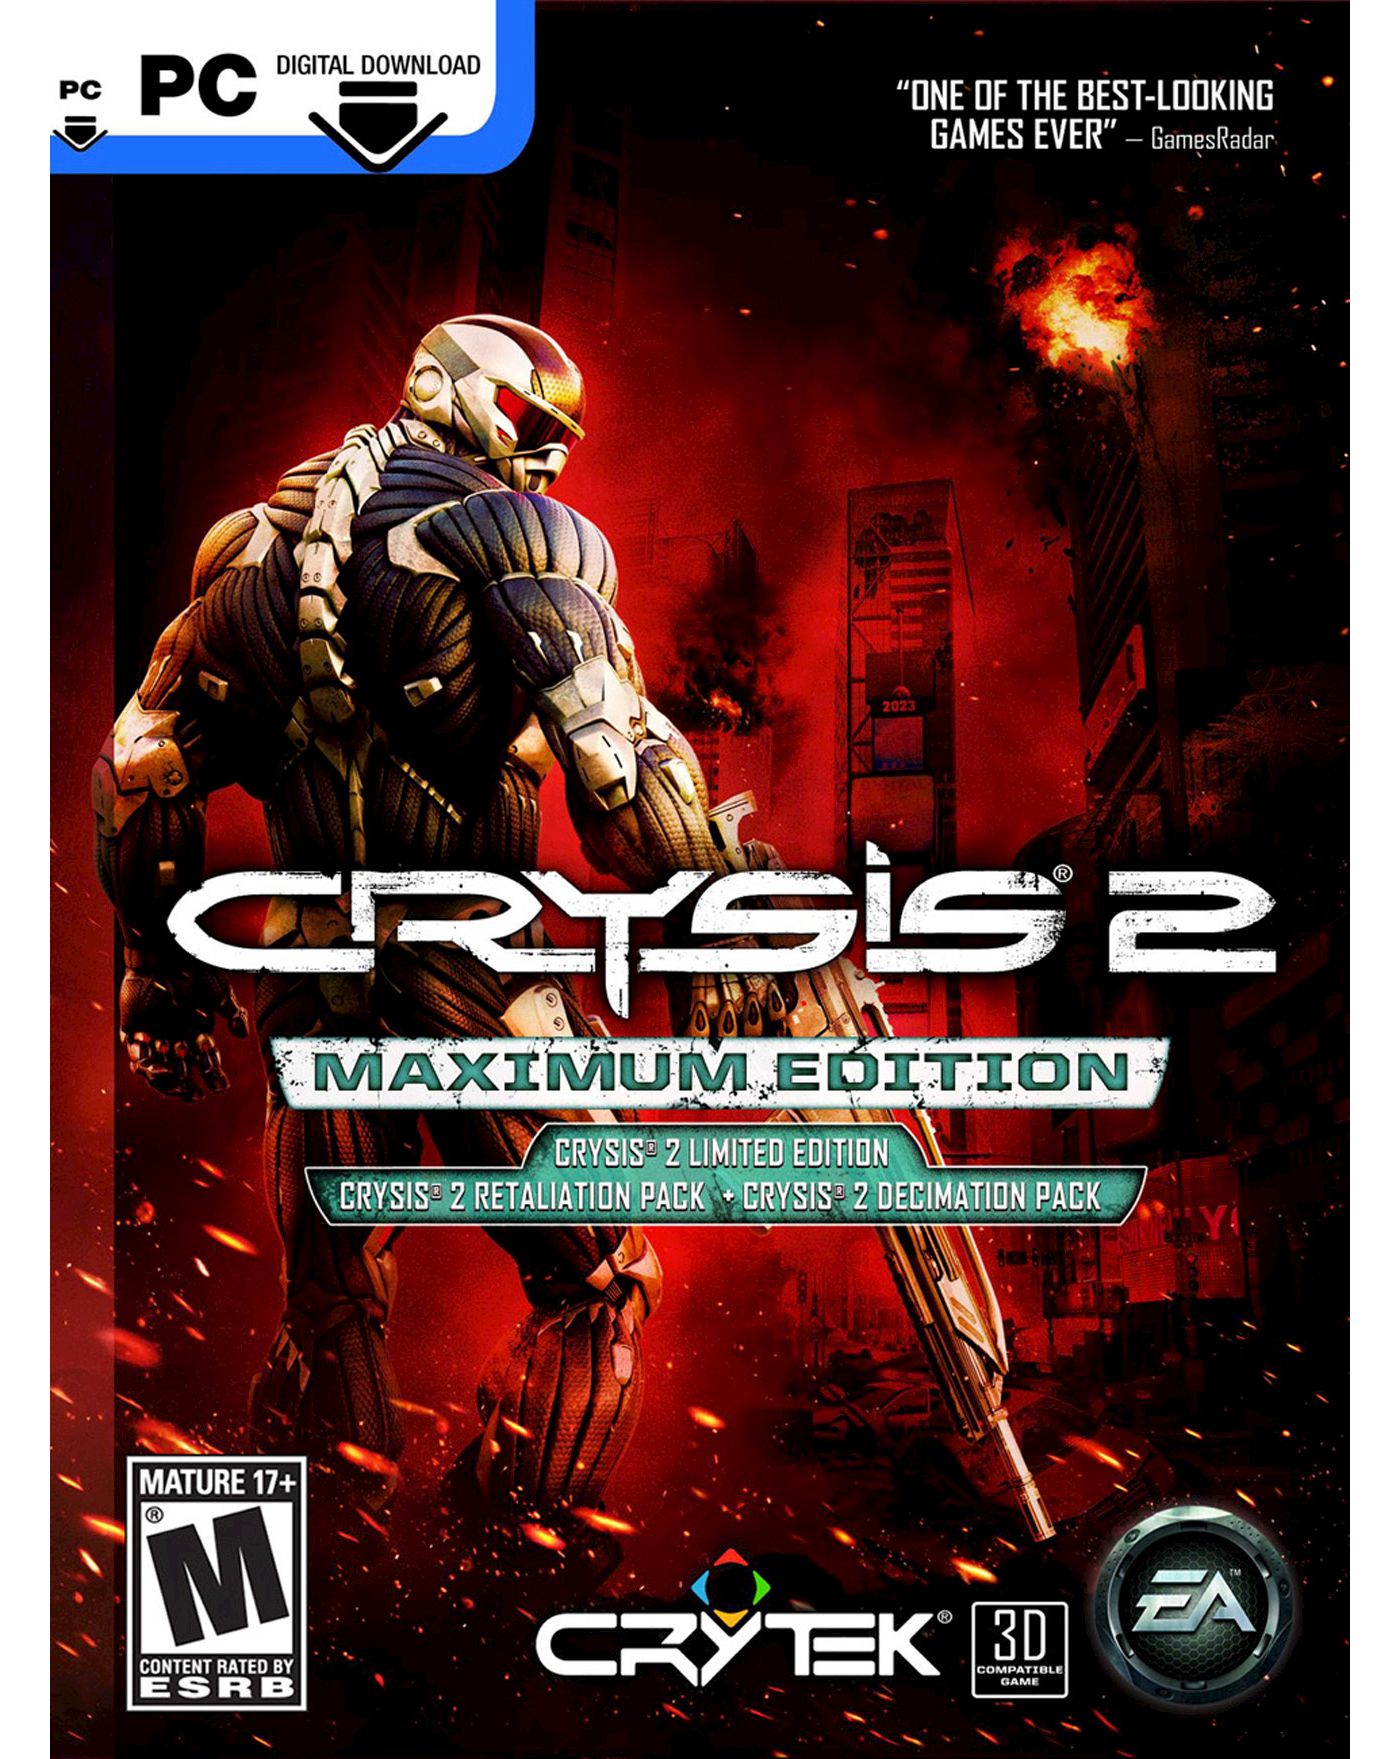 PC
PC
DIGITAL DOWNLOAD
“ONE OF THE BEST-LOOKING
GAMES EVER” – GamesRadar
2023
CRYSIS® 2
MAXIMUM EDITION
CRYSIS® 2 LIMITED EDITION
CRYSIS® 2 RETALIATION PACK + CRYSIS® 2 DECIMATION PACK
MATURE 17+
M®
CONTENT RATED BY
ESRB
CRYTEK®
3D
COMPATIBLE
GAME
EA™